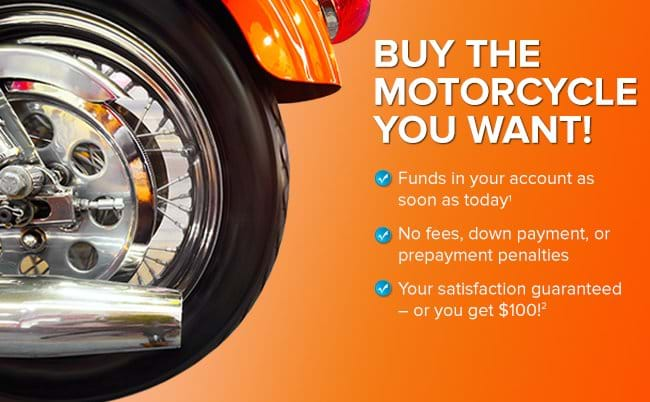 BUY THE
MOTORCYCLE
YOU WANT!
Funds in your account as
soon as today¹
No fees, down payment, or
prepayment penalties
Your satisfaction guaranteed
– or you get $100!²